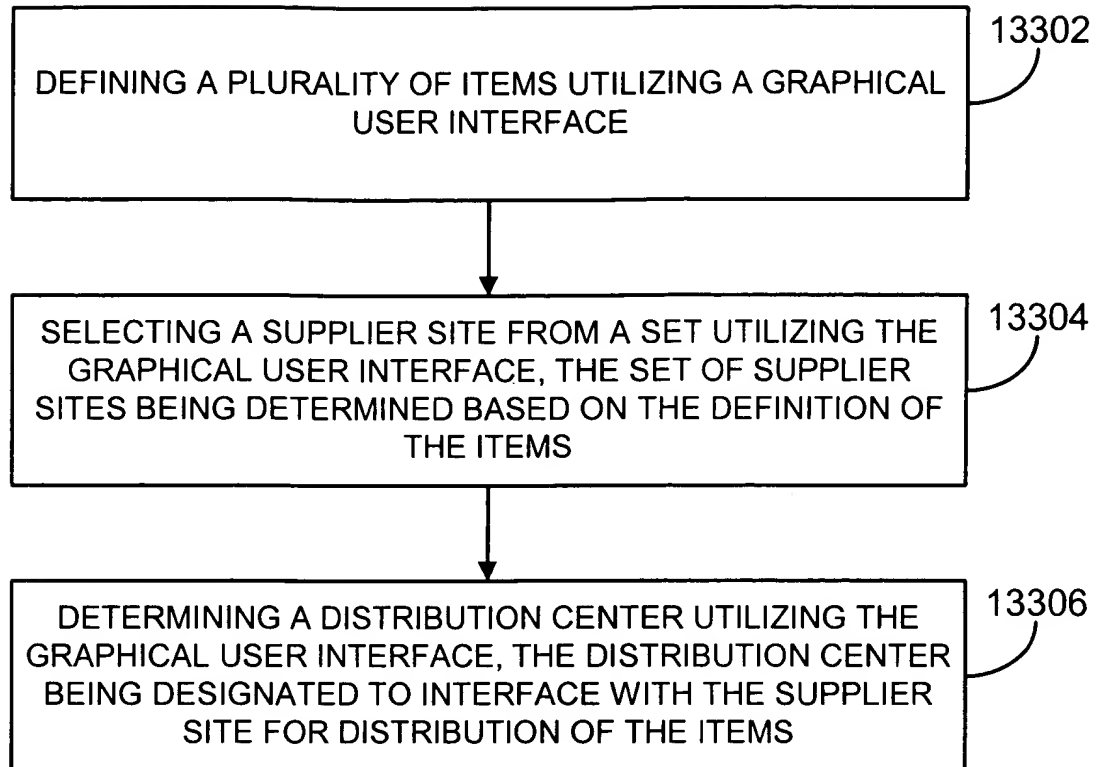 13302
DEFINING A PLURALITY OF ITEMS UTILIZING A GRAPHICAL
USER INTERFACE
13304
SELECTING A SUPPLIER SITE FROM A SET UTILIZING THE
GRAPHICAL USER INTERFACE, THE SET OF SUPPLIER
SITES BEING DETERMINED BASED ON THE DEFINITION OF
THE ITEMS
13306
DETERMINING A DISTRIBUTION CENTER UTILIZING THE
GRAPHICAL USER INTERFACE, THE DISTRIBUTION CENTER
BEING DESIGNATED TO INTERFACE WITH THE SUPPLIER
SITE FOR DISTRIBUTION OF THE ITEMS